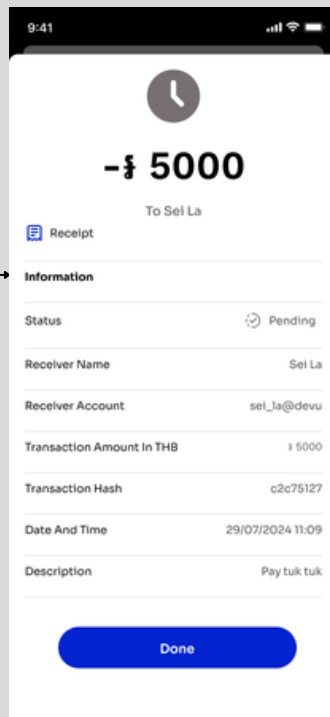 9:41
-៛ 5000
To Sei La
Receipt
Information
Status Pending
Receiver Name Sei La
Receiver Account sei_la@devu
Transaction Amount In THB ៛ 5000
Transaction Hash c2c75127
Date And Time 29/07/2024 11:09
Description Pay tuk tuk
Done